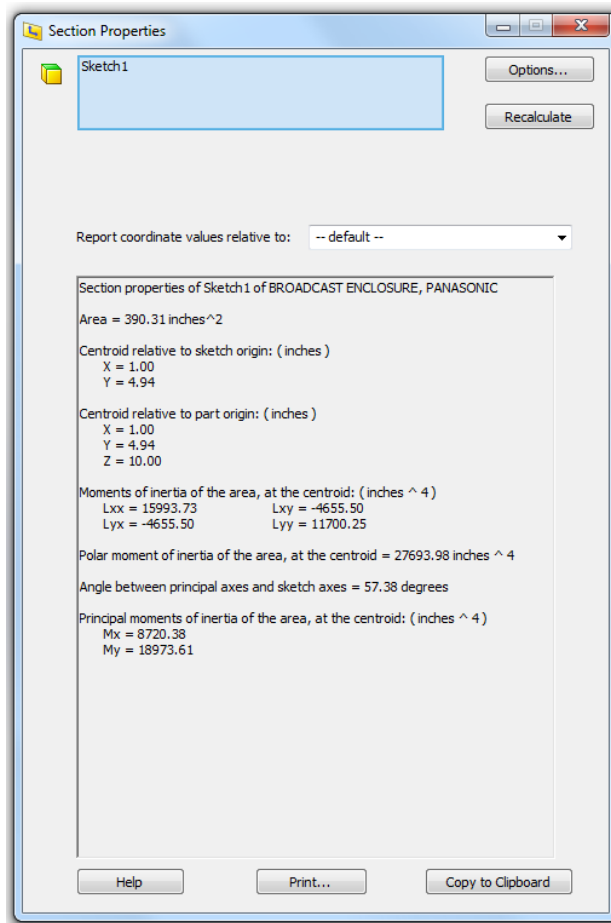 Section Properties
Sketch1
Options...
Recalculate
Report coordinate values relative to: -- default --
Section properties of Sketch1 of BROADCAST ENCLOSURE, PANASONIC
Area = 390.31 inches^2
Centroid relative to sketch origin: ( inches )
X = 1.00
Y = 4.94
Centroid relative to part origin: ( inches )
X = 1.00
Y = 4.94
Z = 10.00
Moments of inertia of the area, at the centroid: ( inches ^ 4 )
Lxx = 15993.73 Lxy = -4655.50
Lyx = -4655.50 Lyy = 11700.25
Polar moment of inertia of the area, at the centroid = 27693.98 inches ^ 4
Angle between principal axes and sketch axes = 57.38 degrees
Principal moments of inertia of the area, at the centroid: ( inches ^ 4 )
Mx = 8720.38
My = 18973.61
Help Print... Copy to Clipboard